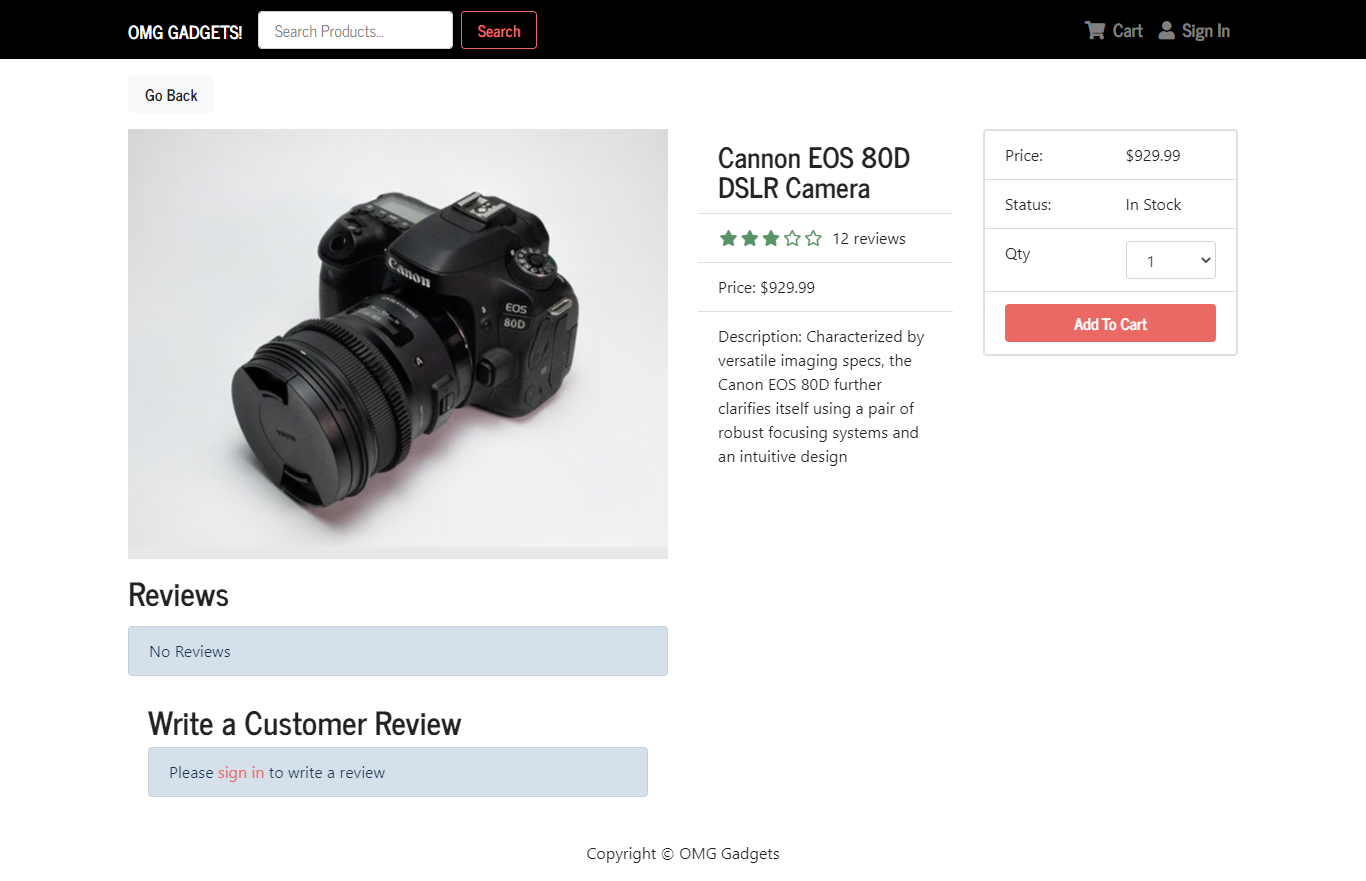 OMG GADGETS!
Search Products...
Search
Cart
Sign In
Go Back
Canon
EOS
80D
A
Cannon EOS 80D
DSLR Camera
12 reviews
Price: $929.99
Description: Characterized by
versatile imaging specs, the
Canon EOS 80D further
clarifies itself using a pair of
robust focusing systems and
an intuitive design
Price: $929.99
Status: In Stock
Qty 1
Add To Cart
Reviews
No Reviews
Write a Customer Review
Please sign in to write a review
Copyright © OMG Gadgets